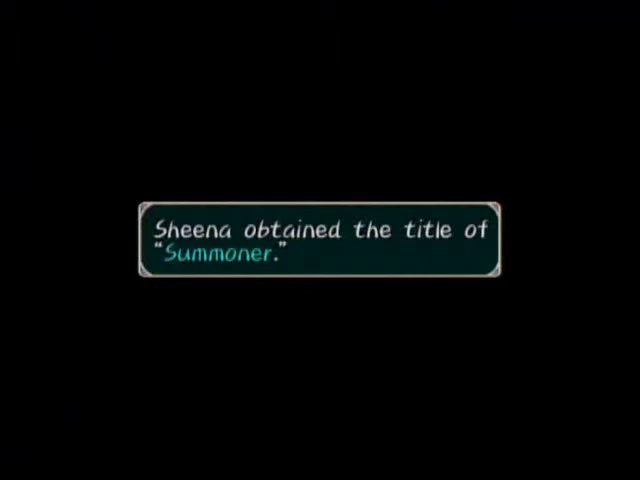 Sheena obtained the title of
“Summoner.”